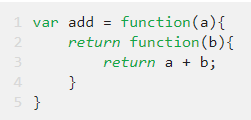 1 var add = function(a){
2     return function(b){
3         return a + b;
4     }
5 }